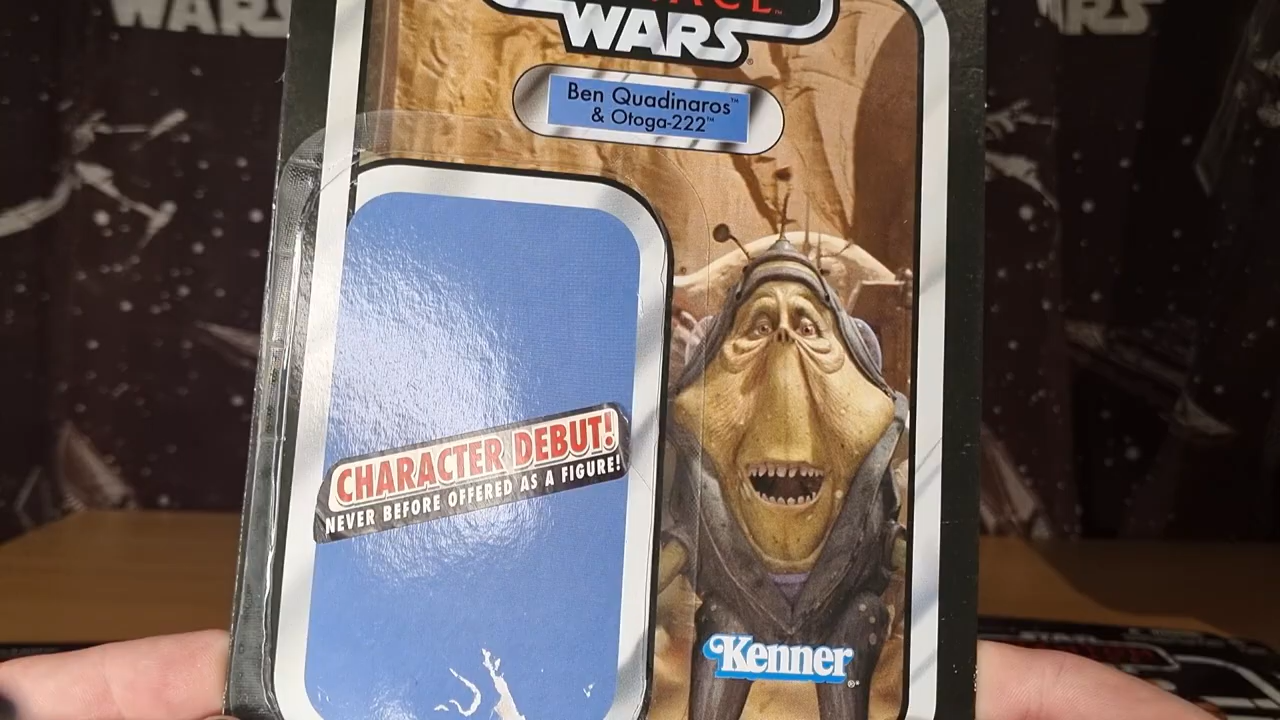 WARS
Ben Quadinaros™
& Otoga-222™
CHARACTER DEBUT!
NEVER BEFORE OFFERED AS A FIGURE!
Kenner®